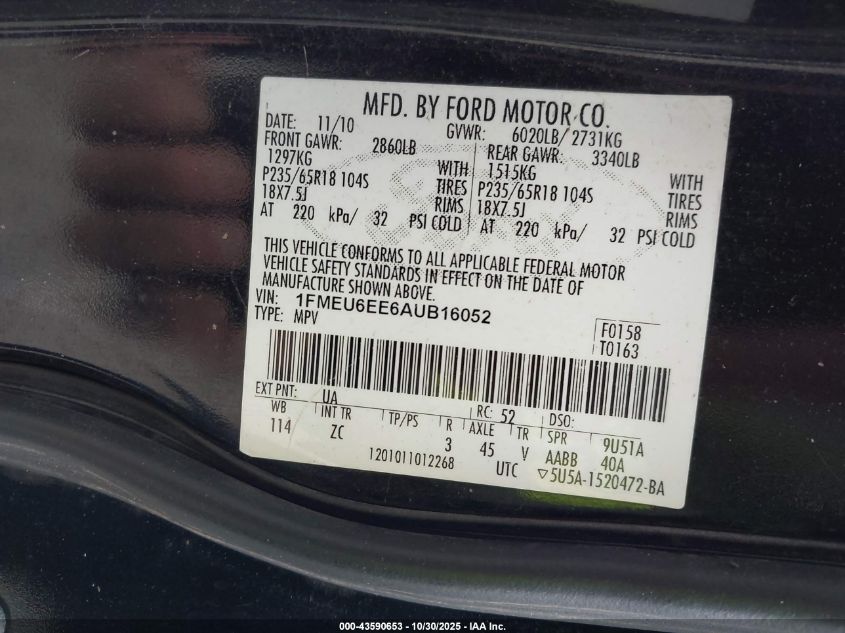 MFD. BY FORD MOTOR CO.
DATE: 11/10 GVWR: 6020LB/ 2731KG
FRONT GAWR: 2860LB REAR GAWR: 3340LB
1297KG WITH 1515KG WITH
P235/65R18 104S TIRES P235/65R18 104S TIRES
18X7.5J RIMS 18X7.5J RIMS
AT 220 kPa/ 32 PSI COLD AT 220 kPa/ 32 PSI COLD
THIS VEHICLE CONFORMS TO ALL APPLICABLE FEDERAL MOTOR
VEHICLE SAFETY STANDARDS IN EFFECT ON THE DATE OF
MANUFACTURE SHOWN ABOVE.
VIN: 1FMEU6EE6AUB16052
TYPE: MPV
F0158
T0163
EXT PNT: UA RC: 52 DSO:
WB INT TR TP/PS R AXLE TR SPR 9U51A
114 ZC 3 45 V AABB 40A
1201011012268 UTC ▽5U5A-1520472-BA
000-43590653 - 10/30/2025 - IAA Inc.